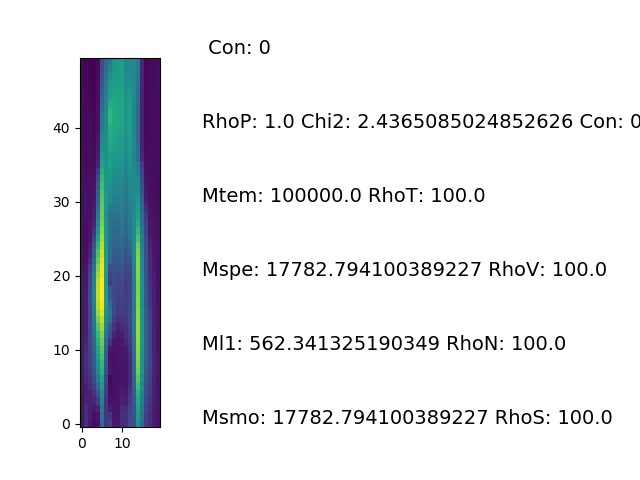 Con: 0
RhoP: 1.0 Chi2: 2.4365085024852626 Con: 0
Mtem: 100000.0 RhoT: 100.0
Mspe: 17782.794100389227 RhoV: 100.0
Ml1: 562.341325190349 RhoN: 100.0
Msmo: 17782.794100389227 RhoS: 100.0
40
30
20
10
0
0 10